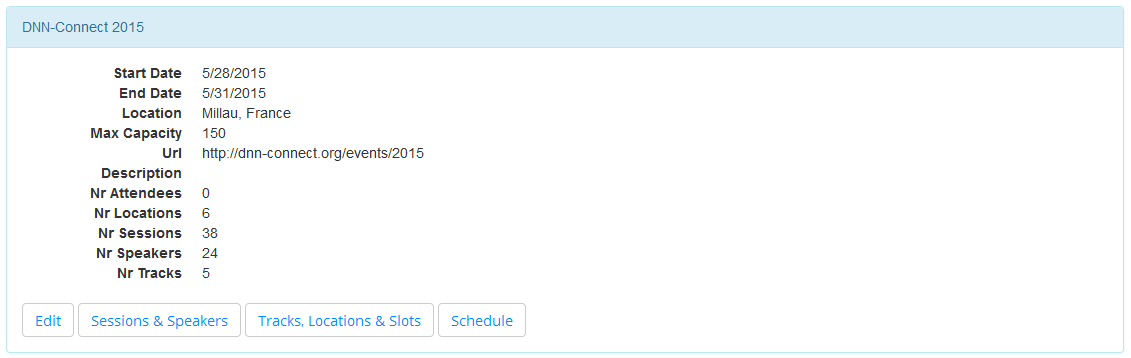 DNN-Connect 2015
Start Date 5/28/2015
End Date 5/31/2015
Location Millau, France
Max Capacity 150
Url http://dnn-connect.org/events/2015
Description
Nr Attendees 0
Nr Locations 6
Nr Sessions 38
Nr Speakers 24
Nr Tracks 5
Edit Sessions & Speakers Tracks, Locations & Slots Schedule